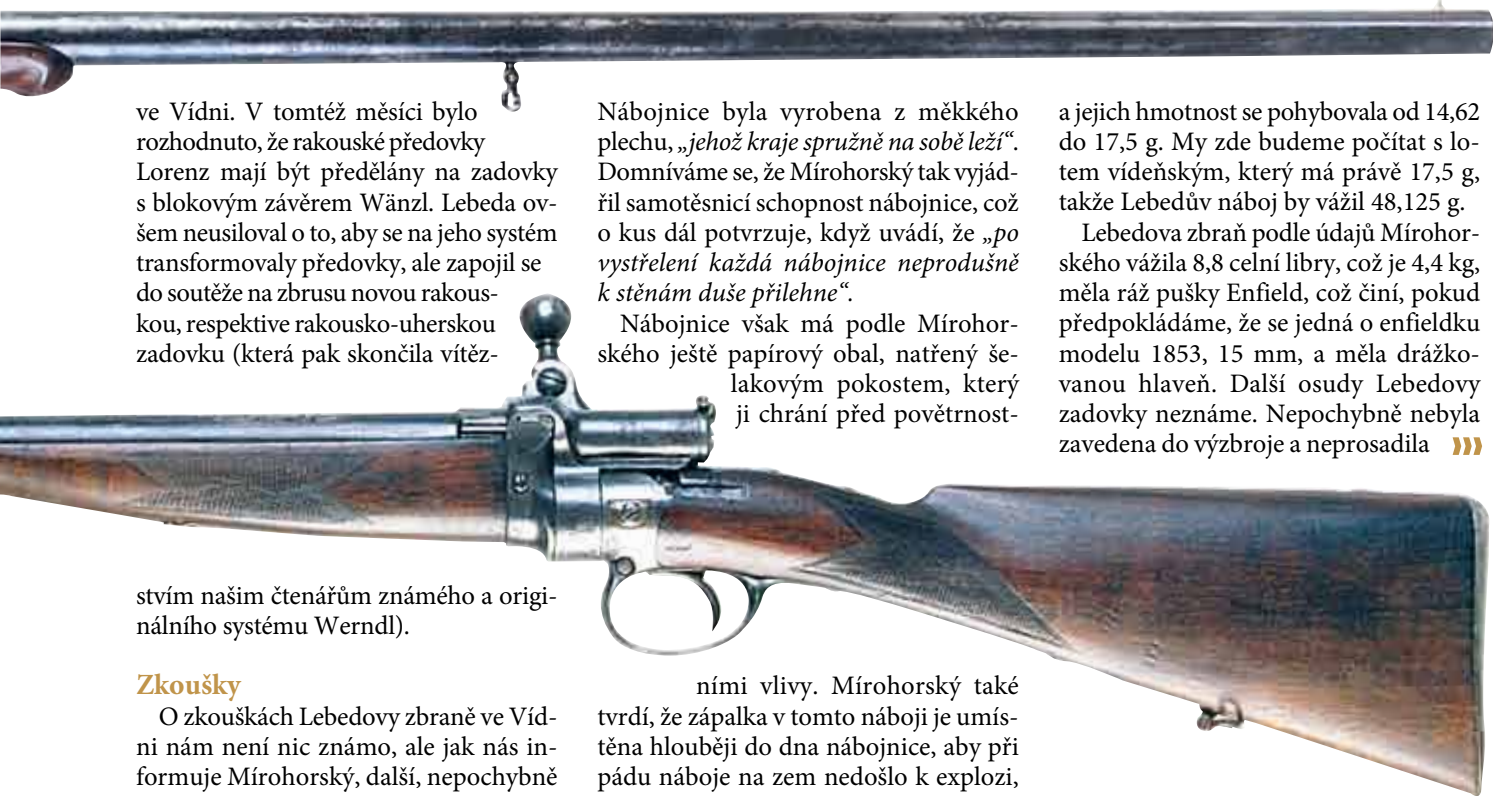 ve Vídni. V tomtéž měsíci bylo
rozhodnuto, že rakouské předovky
Lorenz mají být předělány na zadovky
s blokovým závěrem Wänzl. Lebeda ov-
šem neusiloval o to, aby se na jeho systém
transformovaly předovky, ale zapojil se
do soutěže na zbrusu novou rakous-
kou, respektive rakousko-uherskou
zadovku (která pak skončila vítěz-
stvím našim čtenářům známého a origi-
nálního systému Werndl).
Zkoušky
O zkouškách Lebedovy zbraně ve Víd-
ni nám není nic známo, ale jak nás in-
formuje Mírohorský, další, nepochybně
Nábojnice byla vyrobena z měkkého
plechu, „jehož kraje spružně na sobě leží“.
Domníváme se, že Mírohorský tak vyjád-
řil samotěsnicí schopnost nábojnice, což
o kus dál potvrzuje, když uvádí, že „po
vystřelení každá nábojnice neprodušně
k stěnám duše přilehne“.
Nábojnice však má podle Mírohor-
ského ještě papírový obal, natřený še-
lakovým pokostem, který
ji chrání před povětrnost-
ními vlivy. Mírohorský také
tvrdí, že zápalka v tomto náboji je umís-
těna hlouběji do dna nábojnice, aby při
pádu náboje na zem nedošlo k explozi,
a jejich hmotnost se pohybovala od 14,62
do 17,5 g. My zde budeme počítat s lo-
tem vídeňským, který má právě 17,5 g,
takže Lebedův náboj by vážil 48,125 g.
Lebedova zbraň podle údajů Mírohor-
ského vážila 8,8 celní libry, což je 4,4 kg,
měla ráž pušky Enfield, což činí, pokud
předpokládáme, že se jedná o enfieldku
modelu 1853, 15 mm, a měla drážko-
vanou hlaveň. Další osudy Lebedovy
zadovky neznáme. Nepochybně nebyla
zavedena do výzbroje a neprosadila